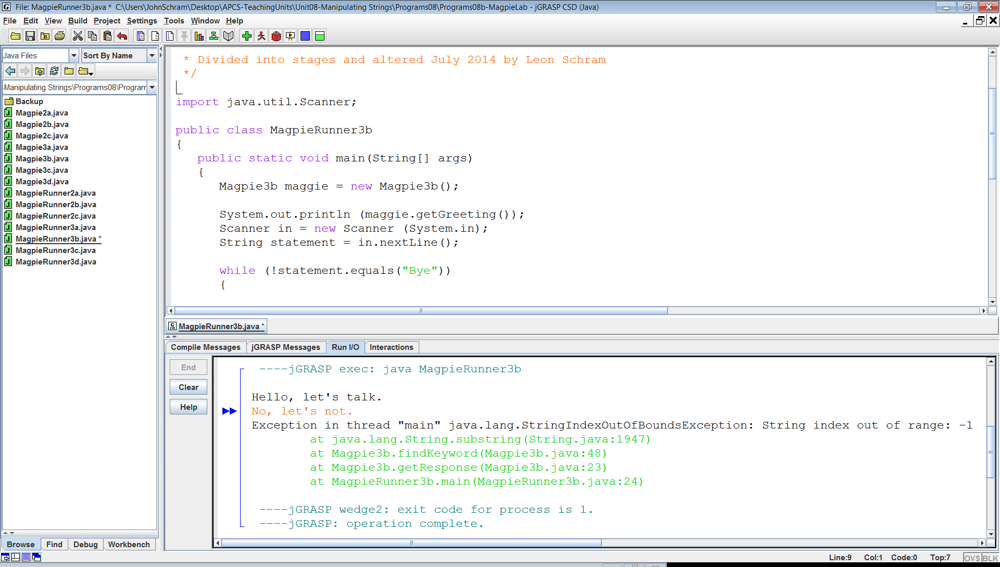 File: MagpieRunner3b.java *  C:\Users\JohnSchram\Desktop\APCS-TeachingUnits\Unit08-Manipulating Strings\Programs08\Programs08b-MagpieLab - jGRASP CSD (Java)
File Edit View Build Project Settings Tools Window Help
Java Files
Sort By Name
-Manipulating Strings\Programs08\Program
Backup
Magpie2a.java
Magpie2b.java
Magpie2c.java
Magpie3a.java
Magpie3b.java
Magpie3c.java
Magpie3d.java
MagpieRunner2a.java
MagpieRunner2b.java
MagpieRunner2c.java
MagpieRunner3a.java
MagpieRunner3b.java *
MagpieRunner3c.java
MagpieRunner3d.java
Browse Find Debug Workbench
* Divided into stages and altered July 2014 by Leon Schram
*/
import java.util.Scanner;
public class MagpieRunner3b
{
public static void main(String[] args)
{
Magpie3b maggie = new Magpie3b();
System.out.println (maggie.getGreeting());
Scanner in = new Scanner (System.in);
String statement = in.nextLine();
while (!statement.equals("Bye"))
{
MagpieRunner3b.java *
Compile Messages jGRASP Messages Run I/O Interactions
End
Clear
Help
----jGRASP exec: java MagpieRunner3b
Hello, let's talk.
No, let's not.
Exception in thread "main" java.lang.StringIndexOutOfBoundsException: String index out of range: -1
at java.lang.String.substring(String.java:1947)
at Magpie3b.findKeyword(Magpie3b.java:48)
at Magpie3b.getResponse(Magpie3b.java:23)
at MagpieRunner3b.main(MagpieRunner3b.java:24)
----jGRASP wedge2: exit code for process is 1.
----jGRASP: operation complete.
Line:9 Col:1 Code:0 Top:7 OVS BLK